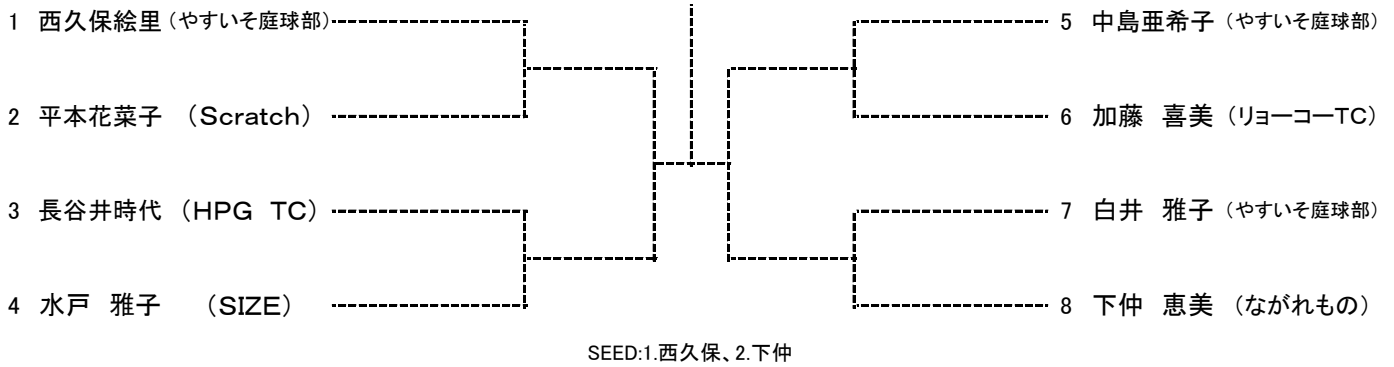 1 西久保絵里（やすいそ庭球部）
2 平本花菜子 （Scratch）
3 長谷井時代 （HPG TC）
4 水戸 雅子 （SIZE）
5 中島亜希子（やすいそ庭球部）
6 加藤 喜美（リョーコーTC）
7 白井 雅子（やすいそ庭球部）
8 下仲 恵美（ながれもの）
SEED:1.西久保、2.下仲